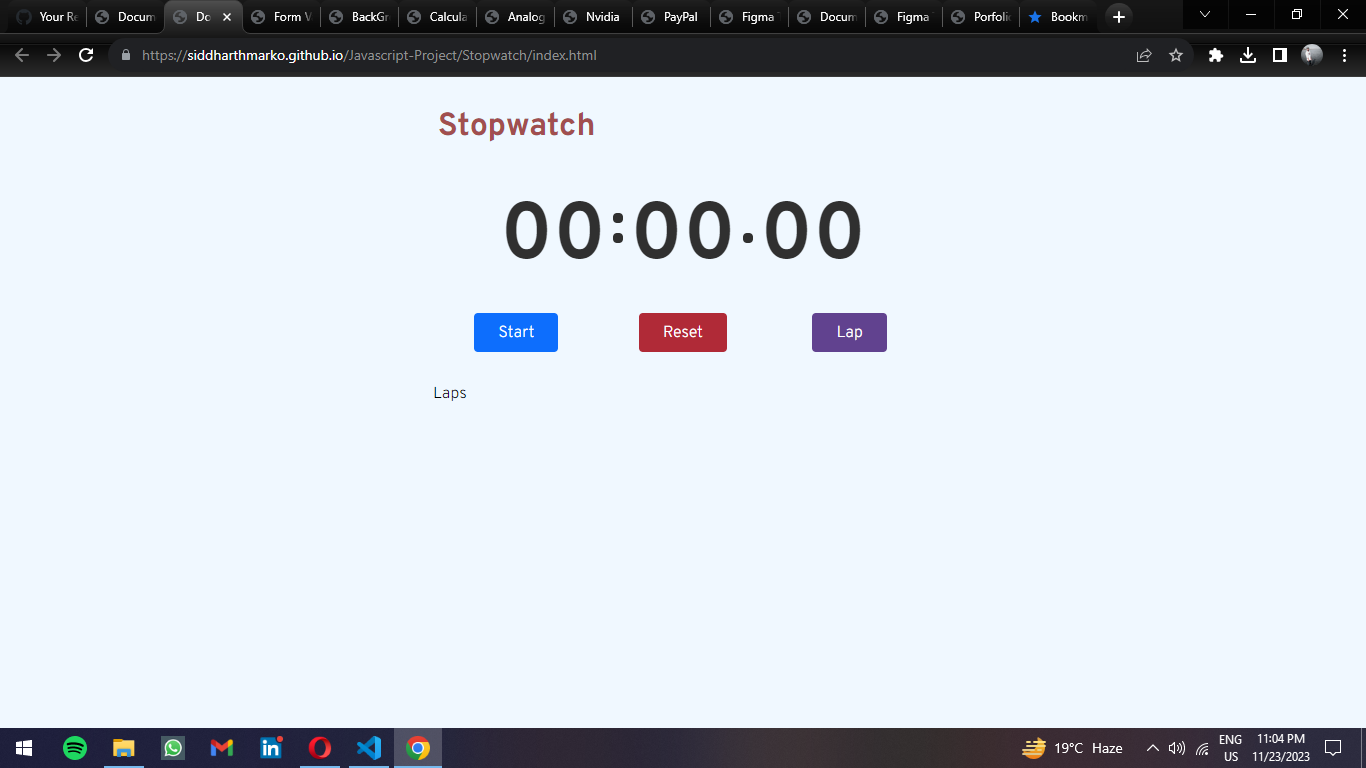 Your Re
Docum
Do
Form V
BackGr
Calcula
Analog
Nvidia
PayPal
Figma
Docum
Figma
Porfolio
Bookm
https://siddharthmarko.github.io/Javascript-Project/Stopwatch/index.html
Stopwatch
00:00.00
Start
Reset
Lap
Laps
19°C Haze
ENG
US
11:04 PM
11/23/2023